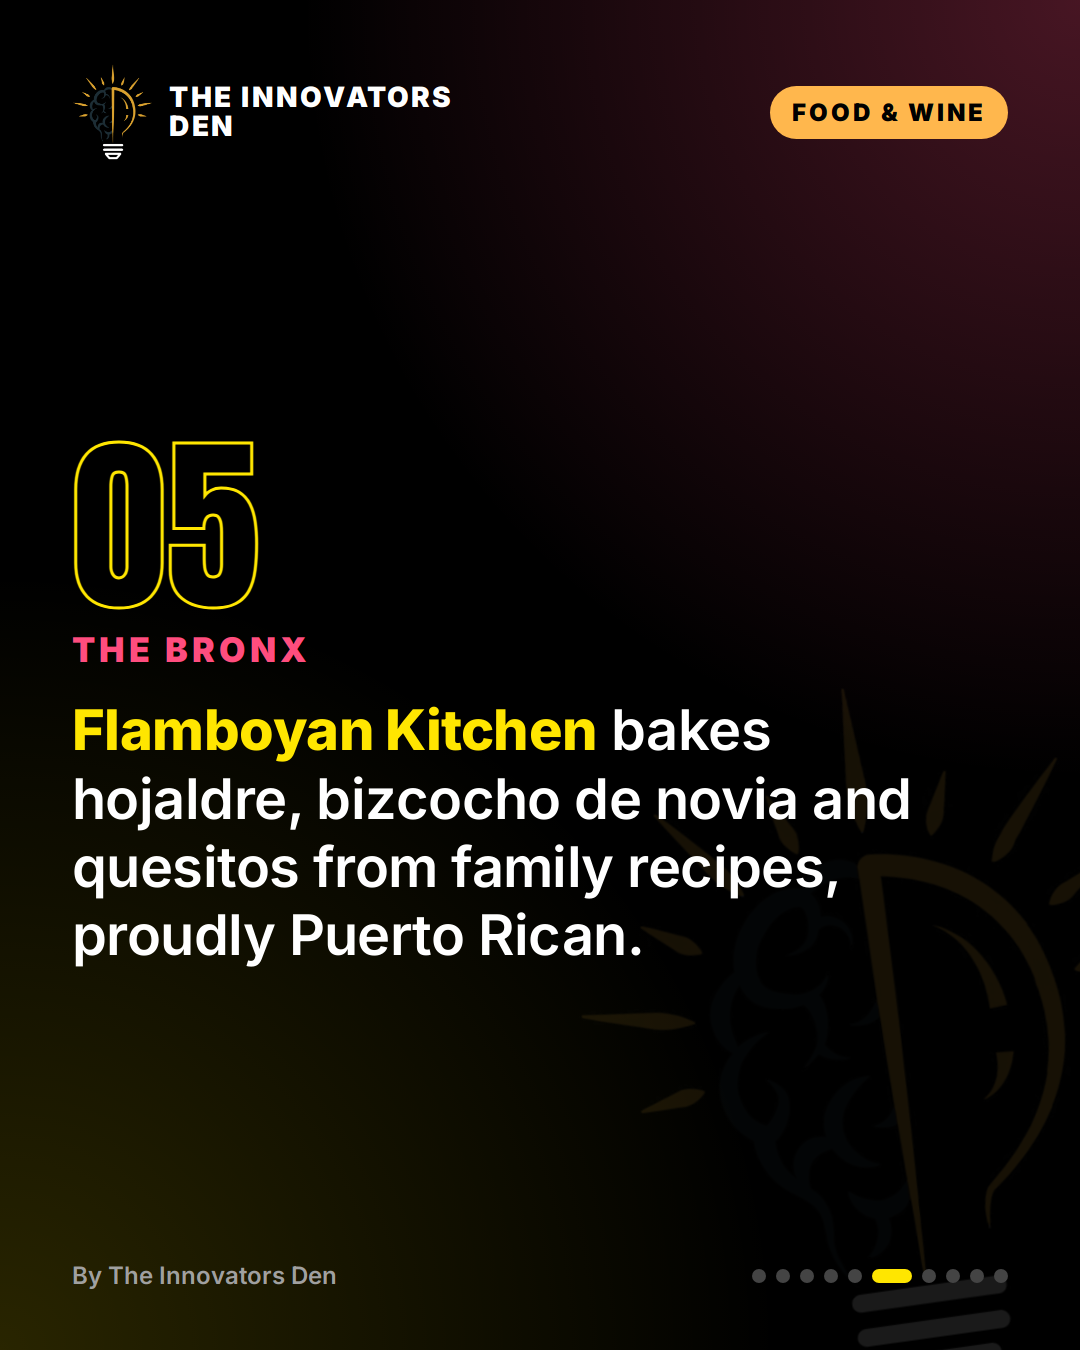 THE INNOVATORS
DEN
FOOD & WINE
05
THE BRONX
Flamboyan Kitchen bakes
hojaldre, bizcocho de novia and
quesitos from family recipes,
proudly Puerto Rican.
By The Innovators Den